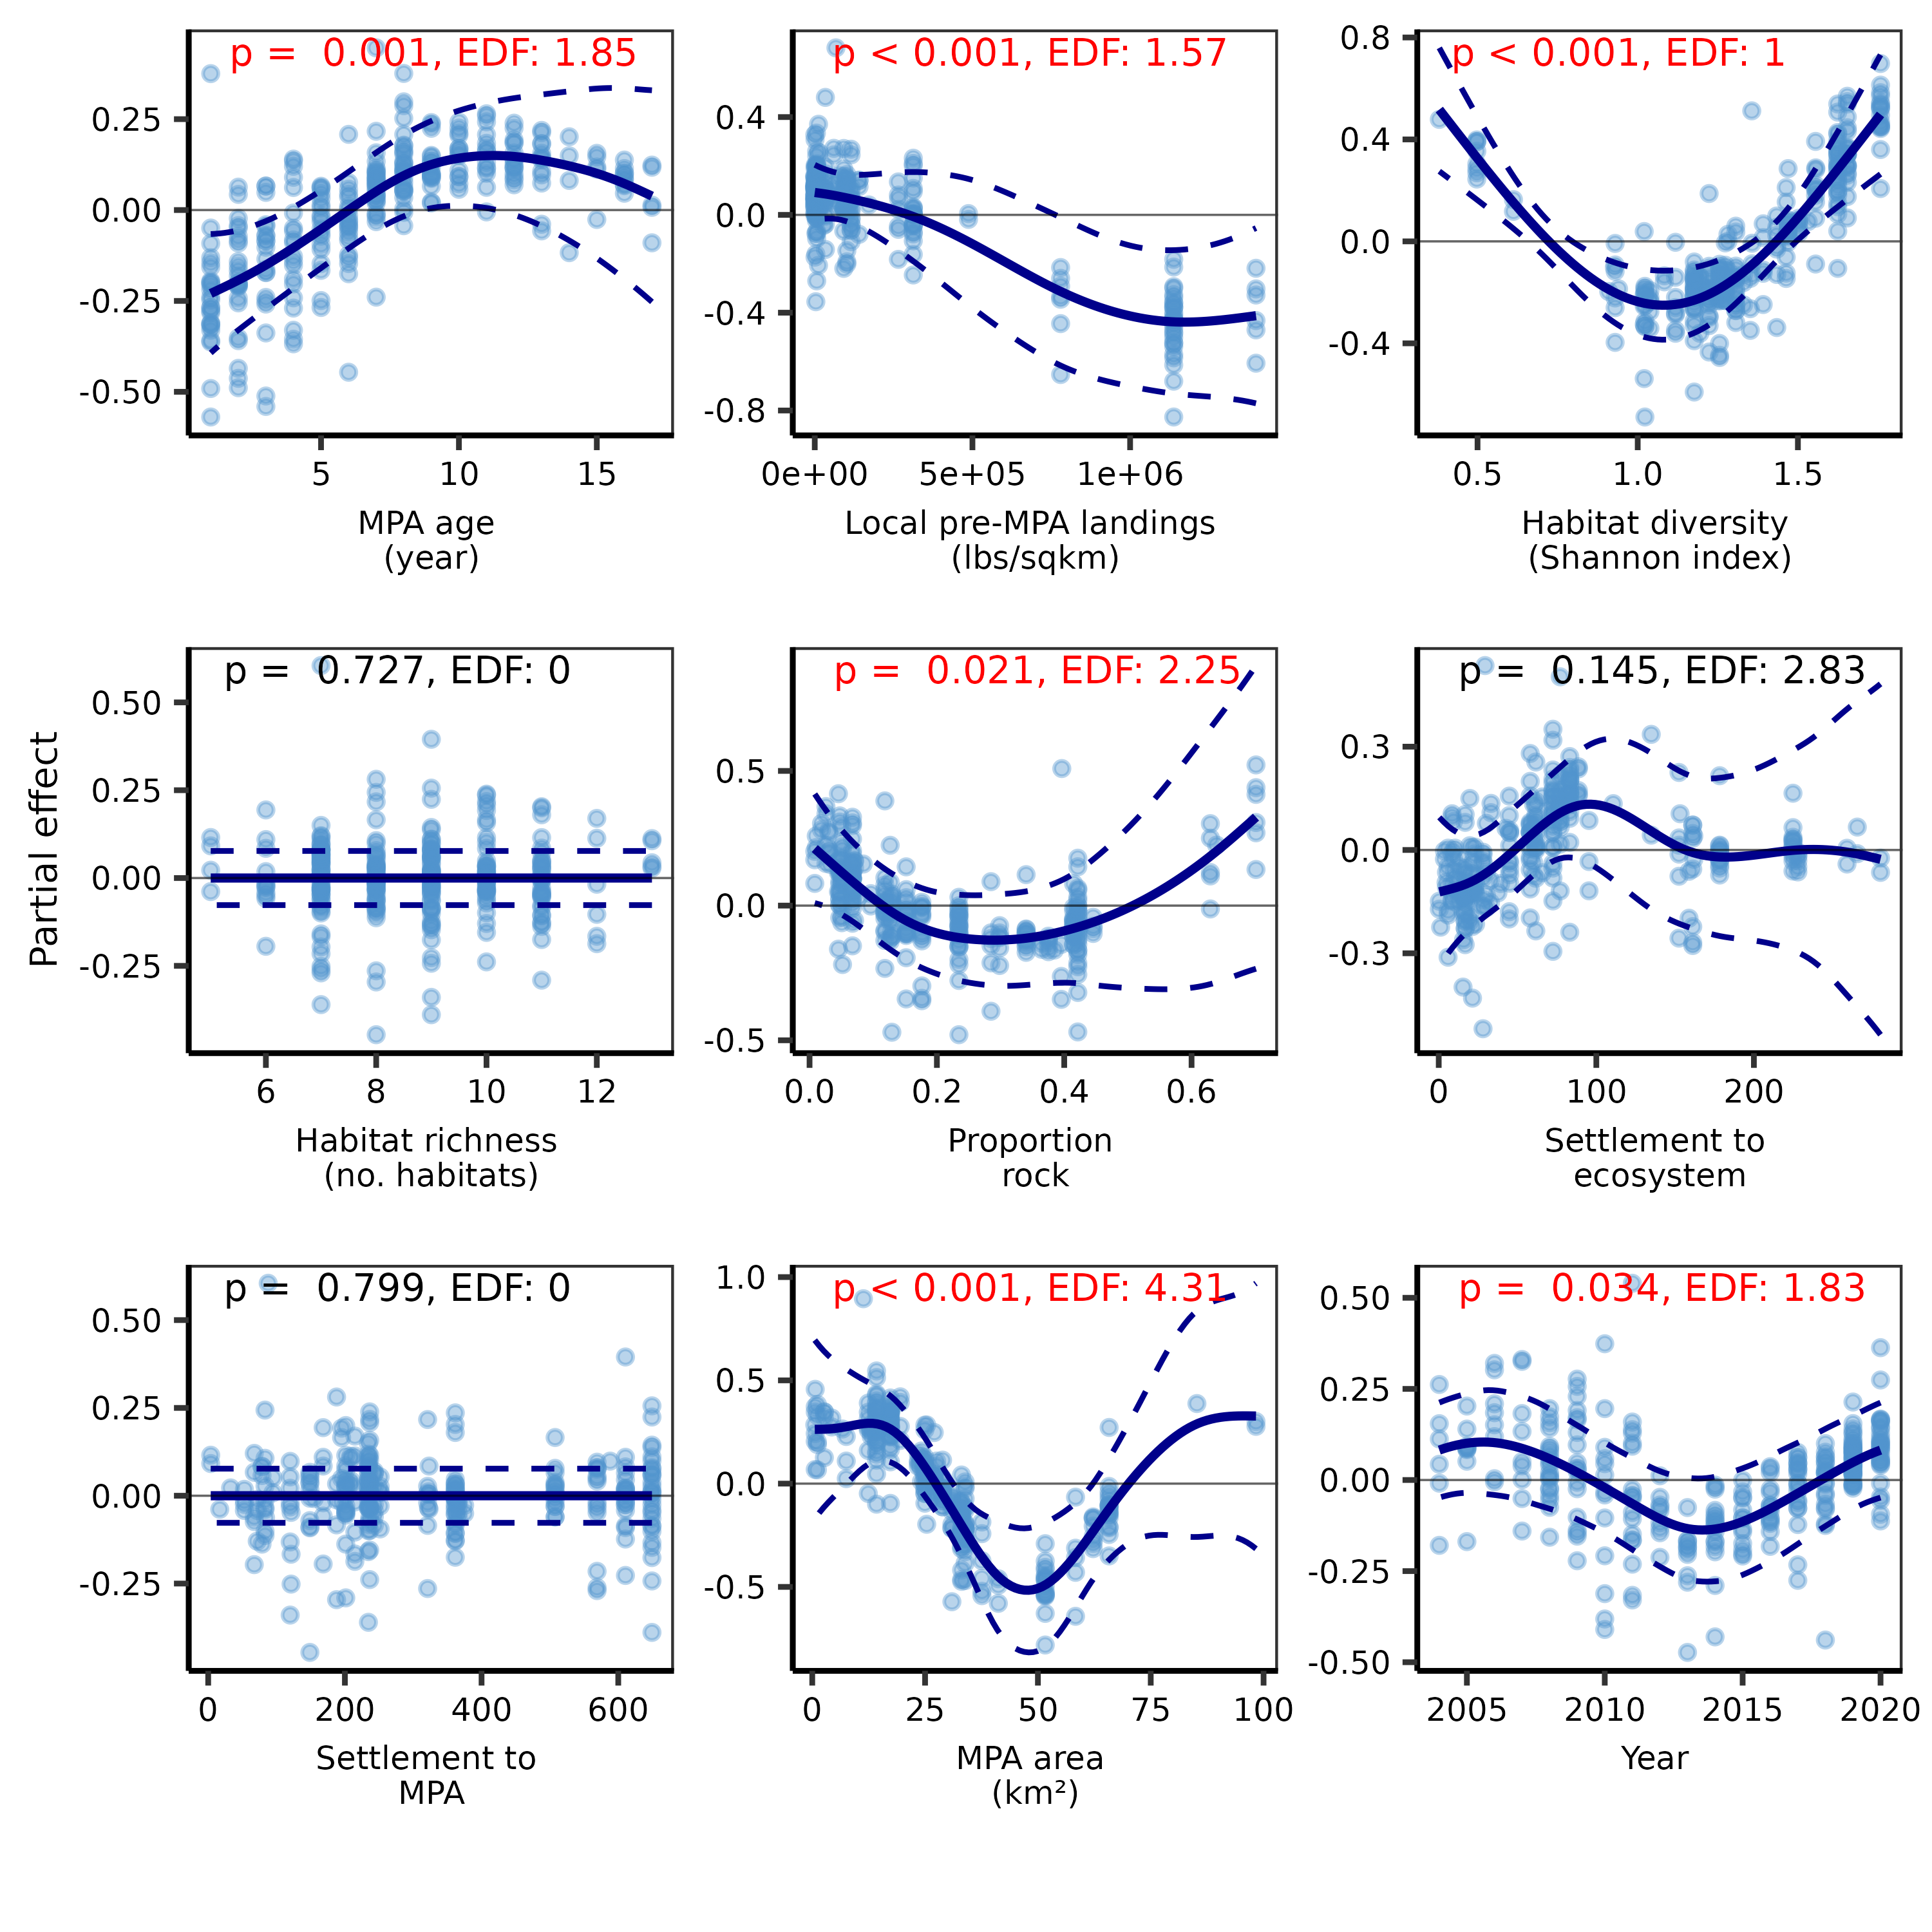 p = 0.001, EDF: 1.85
0.25
0.00
-0.25
-0.50
5 10 15
MPA age
(year)
p < 0.001, EDF: 1.57
0.4
0.0
-0.4
-0.8
0e+00 5e+05 1e+06
Local pre-MPA landings
(lbs/sqkm)
p < 0.001, EDF: 1
0.8
0.4
0.0
-0.4
0.5 1.0 1.5
Habitat diversity
(Shannon index)
Partial effect
p = 0.727, EDF: 0
0.50
0.25
0.00
-0.25
6 8 10 12
Habitat richness
(no. habitats)
p = 0.021, EDF: 2.25
0.5
0.0
-0.5
0.0 0.2 0.4 0.6
Proportion
rock
p = 0.145, EDF: 2.83
0.3
0.0
-0.3
0 100 200
Settlement to
ecosystem
p = 0.799, EDF: 0
0.50
0.25
0.00
-0.25
0 200 400 600
Settlement to
MPA
p < 0.001, EDF: 4.31
1.0
0.5
0.0
-0.5
0 25 50 75 100
MPA area
(km²)
p = 0.034, EDF: 1.83
0.50
0.25
0.00
-0.25
-0.50
2005 2010 2015 2020
Year